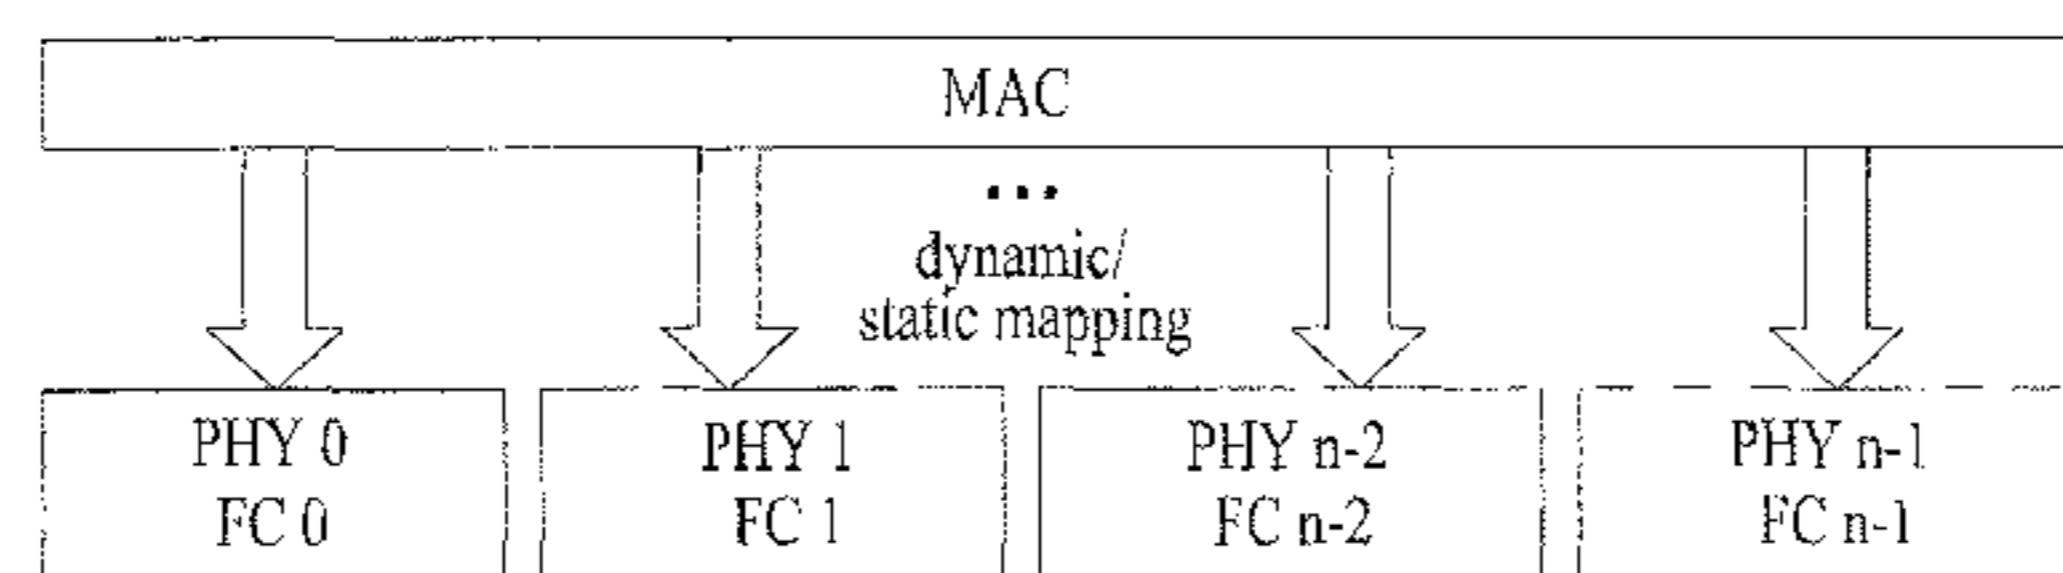 MAC
...
dynamic/
static mapping
PHY 0
FC 0
PHY 1
FC 1
PHY n-2
FC n-2
PHY n-1
FC n-1